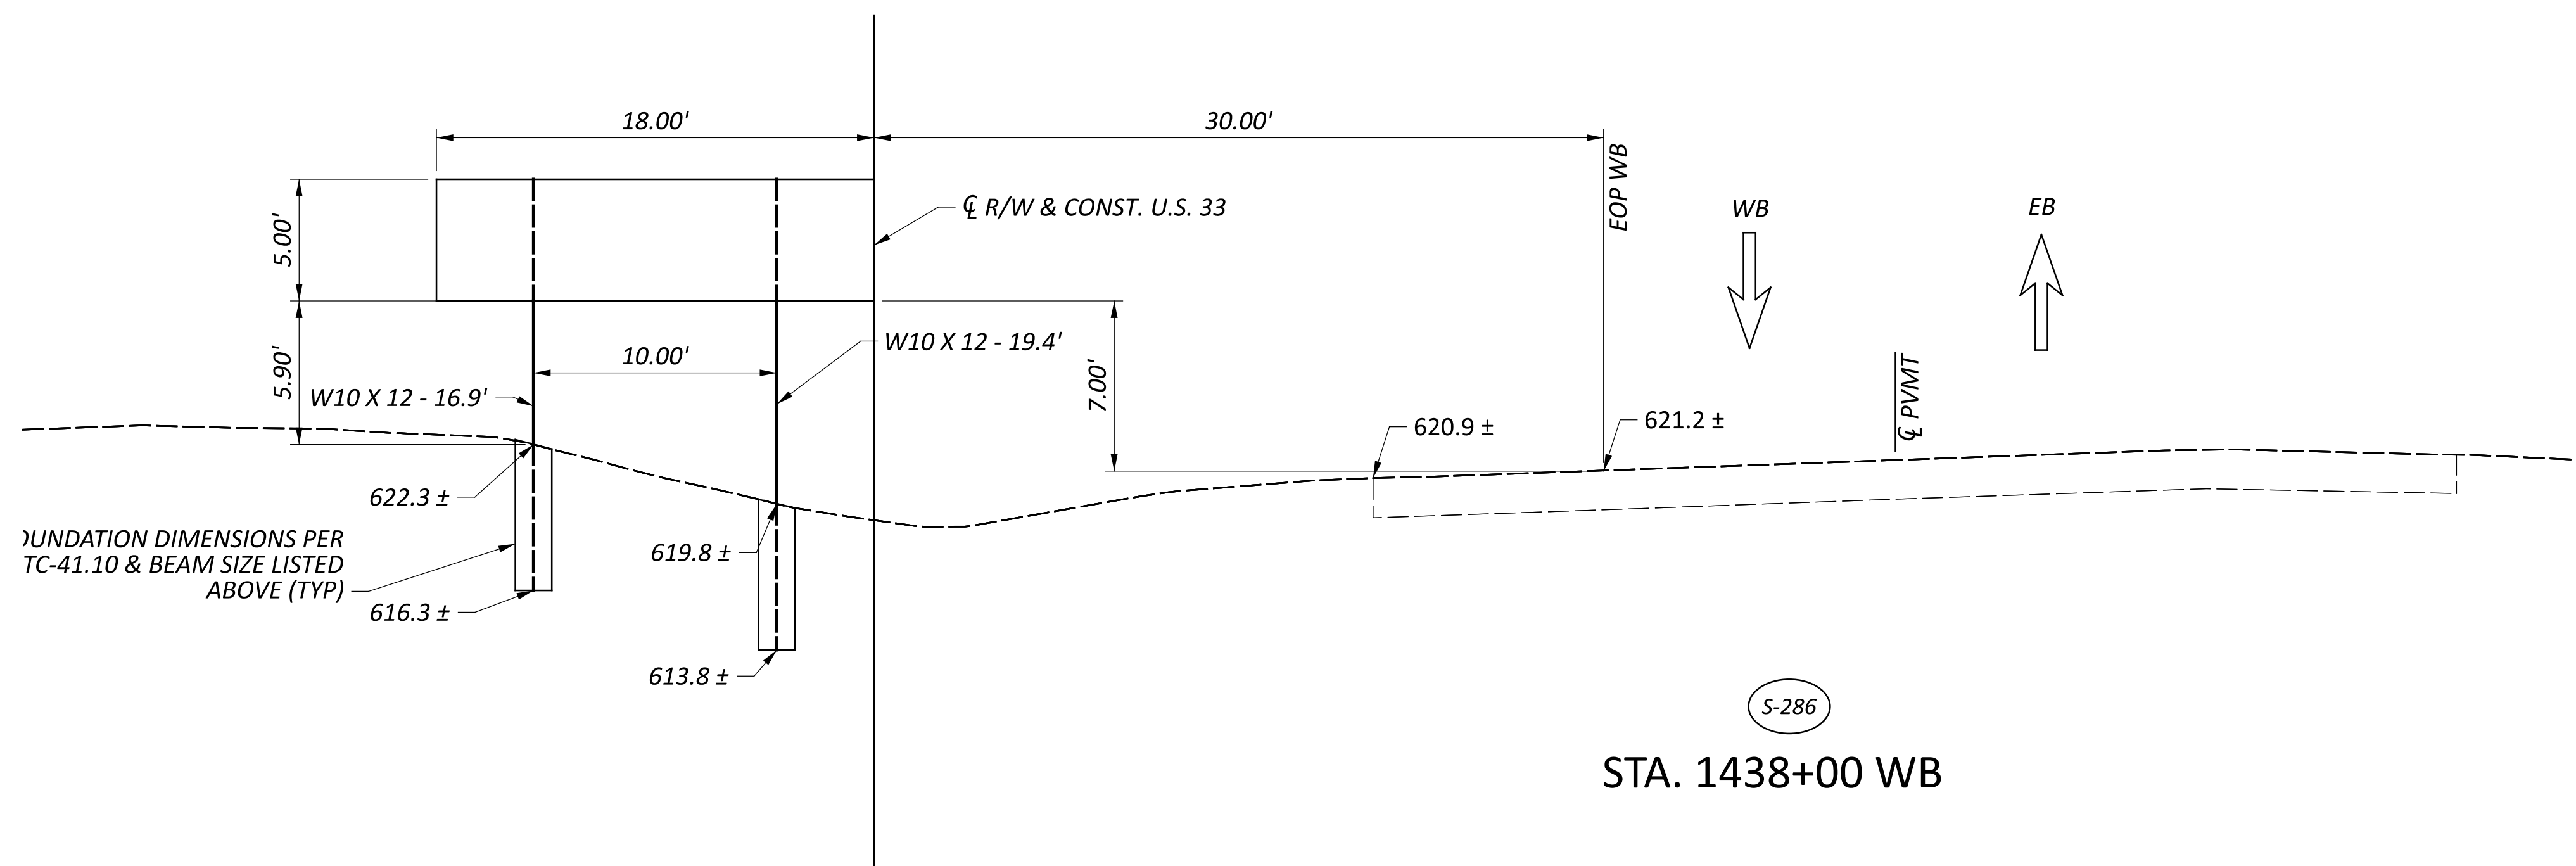 18.00'
30.00'
EOP WB
5.00'
℄ R/W & CONST. U.S. 33
WB
EB
5.90'
10.00'
W10 X 12 - 19.4'
7.00'
W10 X 12 - 16.9'
℄ PVMT
620.9 ±
621.2 ±
622.3 ±
DIMENSIONS PER
TC-41.10 & BEAM SIZE LISTED
ABOVE (TYP)
619.8 ±
616.3 ±
613.8 ±
S-286
STA. 1438+00 WB